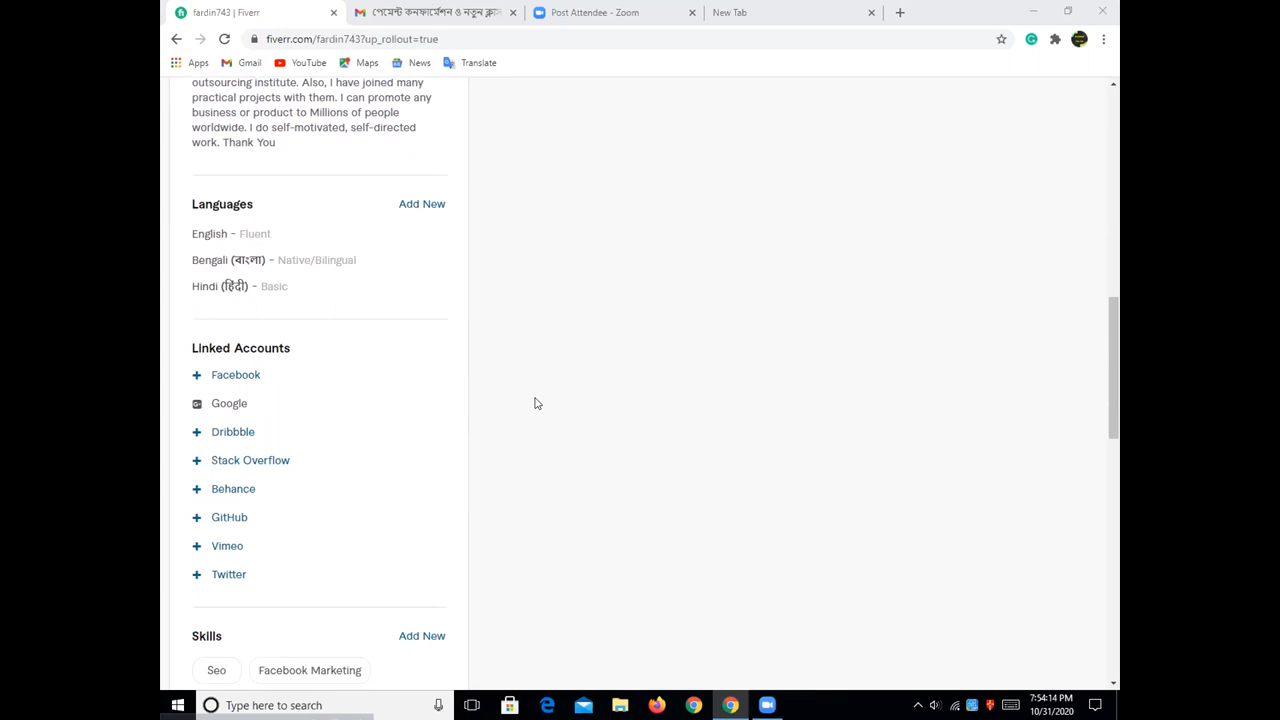 fardin743 | Fiverr
পেমেন্ট কনফার্মেশন ও নতুন ক্লাস
Post Attendee - Zoom
New Tab
fiverr.com/fardin743?up_rollout=true
Apps
Gmail
YouTube
Maps
News
Translate
outsourcing institute. Also, I have joined many
practical projects with them. I can promote any
business or product to Millions of people
worldwide. I do self-motivated, self-directed
work. Thank You
Languages
Add New
English - Fluent
Bengali (বাংলা) - Native/Bilingual
Hindi (हिंदी) - Basic
Linked Accounts
Facebook
Google
Dribbble
Stack Overflow
Behance
GitHub
Vimeo
Twitter
Skills
Add New
Seo
Facebook Marketing
Type here to search
7:54:14 PM
10/31/2020